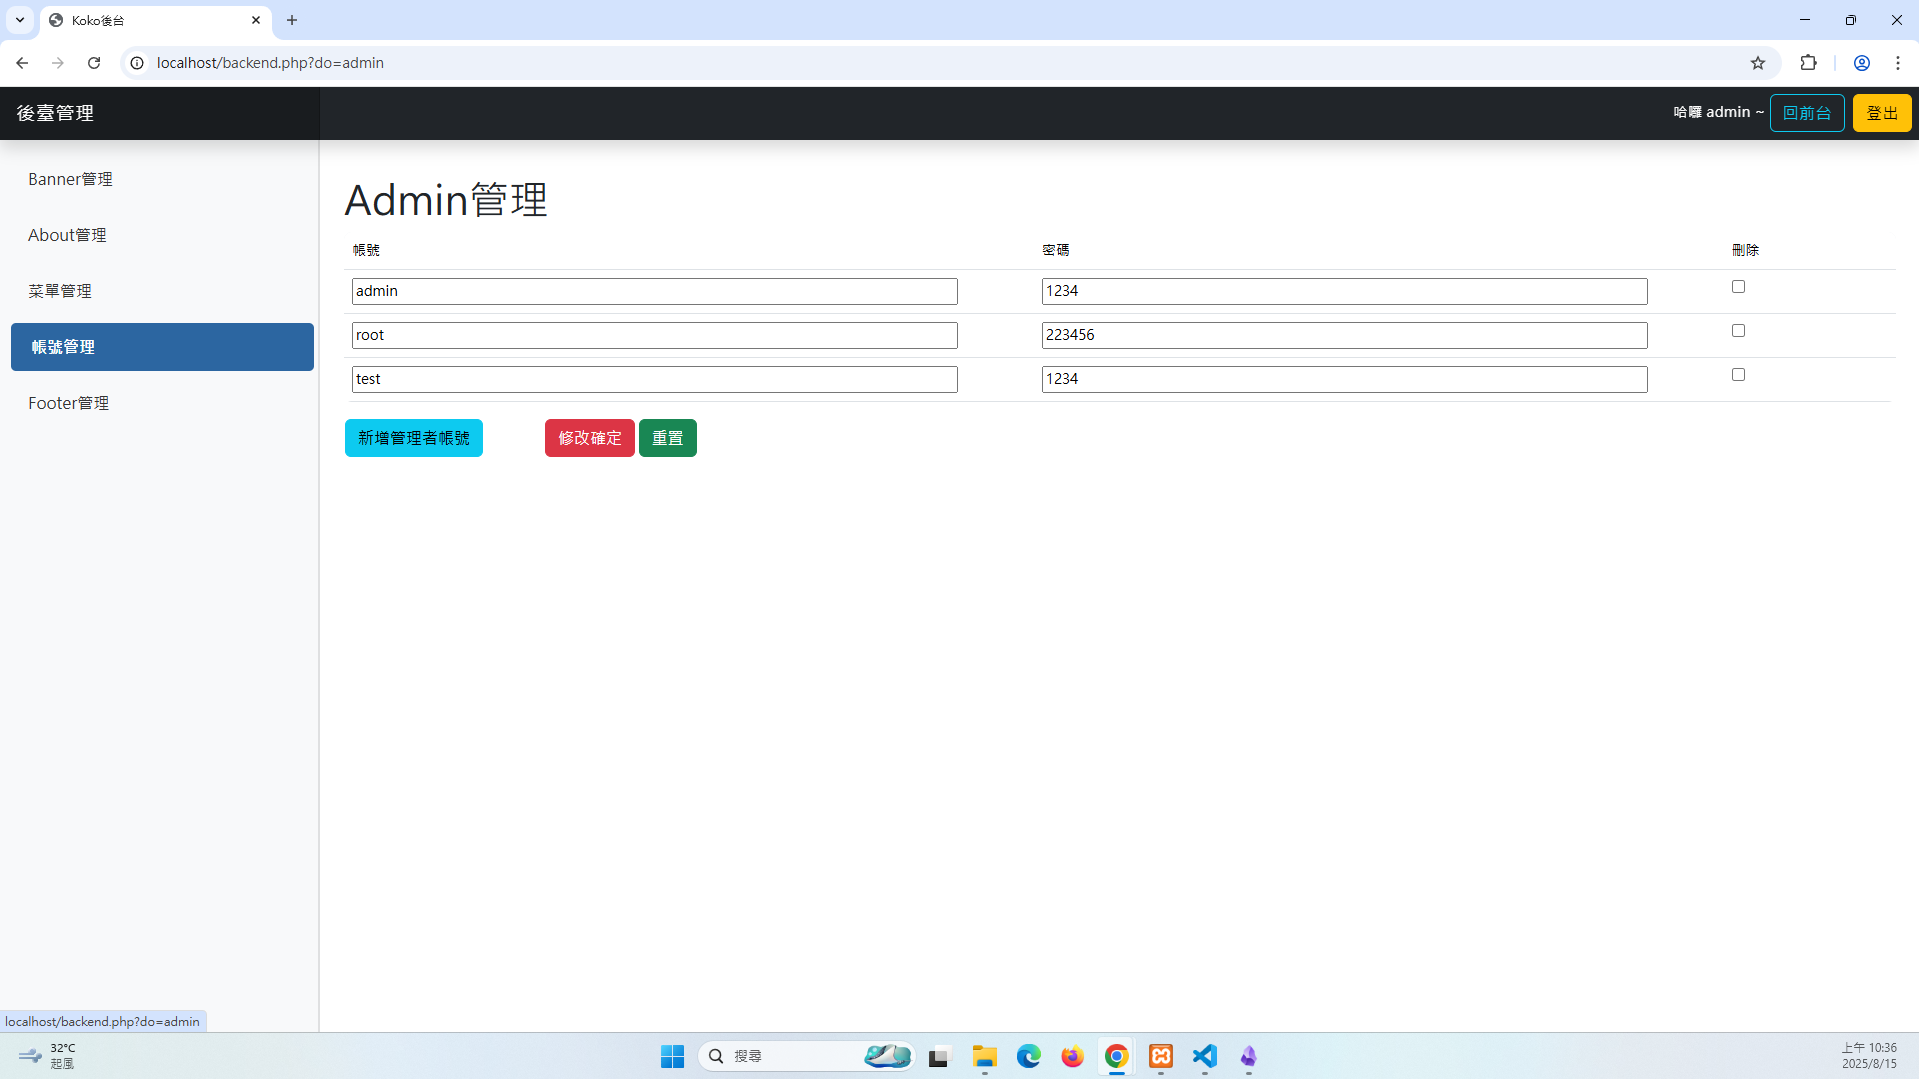 Koko後台
localhost/backend.php?do=admin
後臺管理
哈囉 admin ~
回前台
登出
Banner管理
About管理
菜單管理
帳號管理
Footer管理
Admin管理
帳號 密碼 刪除
admin 1234
root 223456
test 1234
新增管理者帳號 修改確定 重置
localhost/backend.php?do=admin
32°C
起風
搜尋
上午 10:36
2025/8/15